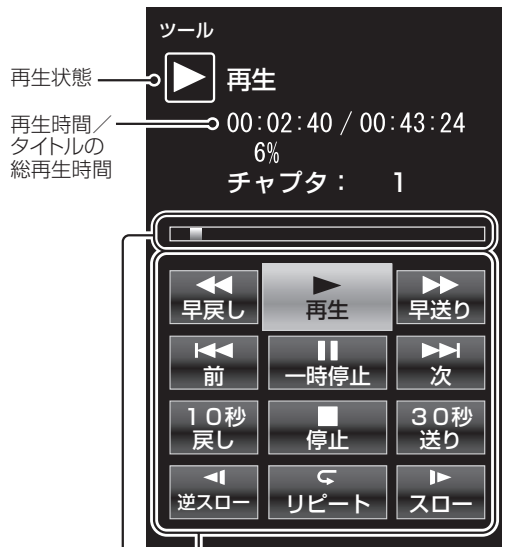 ツール
再生状態
再生
再生時間／
タイトルの
総再生時間
00:02:40 / 00:43:24
6%
チャプタ： 1
早戻し
再生
早送り
前
一時停止
次
10秒
戻し
停止
30秒
送り
逆スロー
リピート
スロー